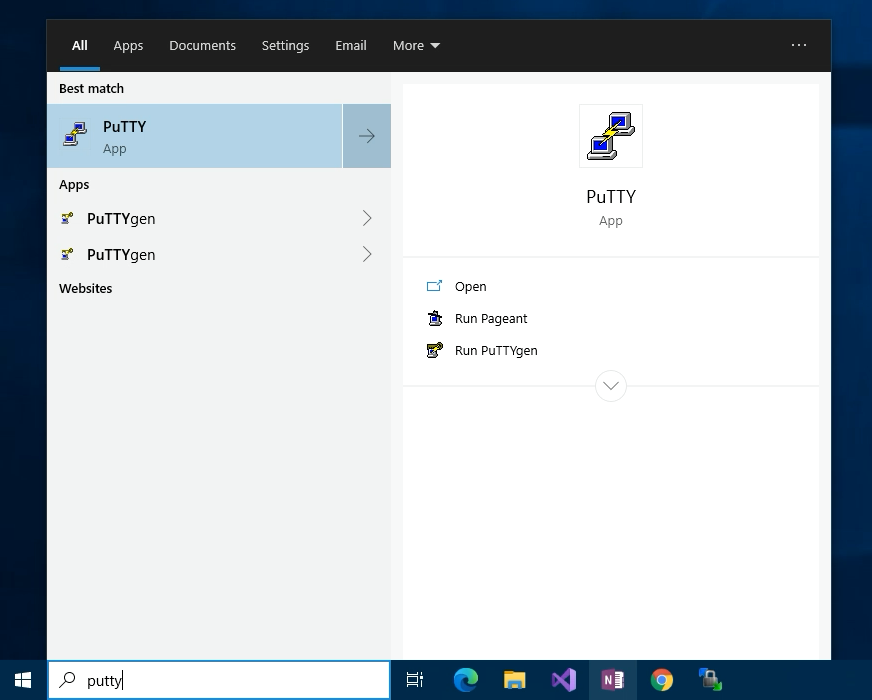 All Apps Documents Settings Email More
Best match
PuTTY
App
Apps
PuTTYgen
PuTTYgen
Websites
PuTTY
App
Open
Run Pageant
Run PuTTYgen
putty
N